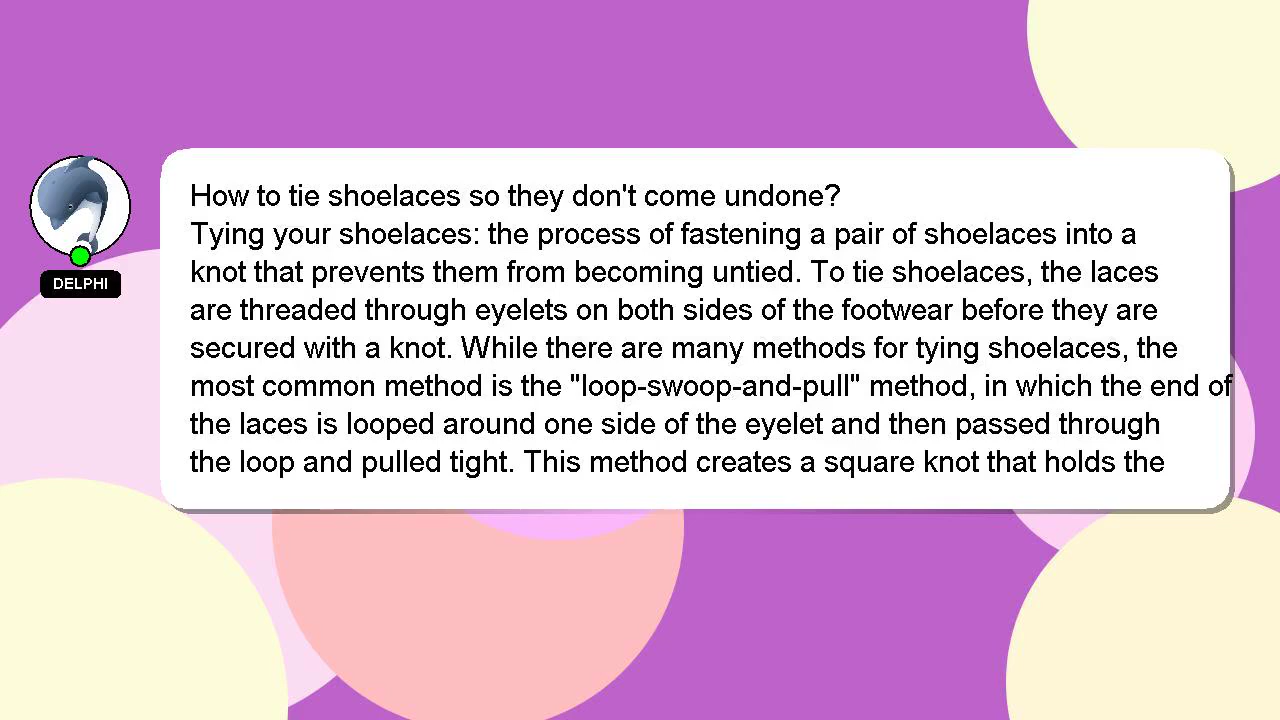 How to tie shoelaces so they don't come undone?
Tying your shoelaces: the process of fastening a pair of shoelaces into a
knot that prevents them from becoming untied. To tie shoelaces, the laces
are threaded through eyelets on both sides of the footwear before they are
secured with a knot. While there are many methods for tying shoelaces, the
most common method is the "loop-swoop-and-pull" method, in which the end of
the laces is looped around one side of the eyelet and then passed through
the loop and pulled tight. This method creates a square knot that holds the
DELPHI